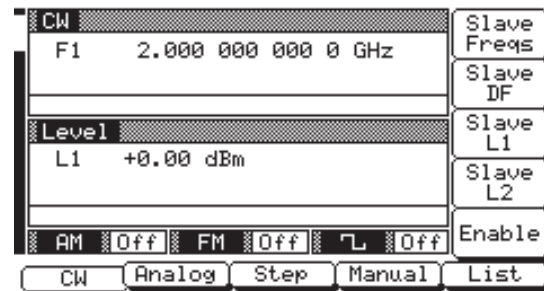 CW
F1 2.000 000 000 0 GHz
Level
L1 +0.00 dBm
AM Off FM Off Off
Slave
Freqs
Slave
DF
Slave
L1
Slave
L2
Enable
CW Analog Step Manual List